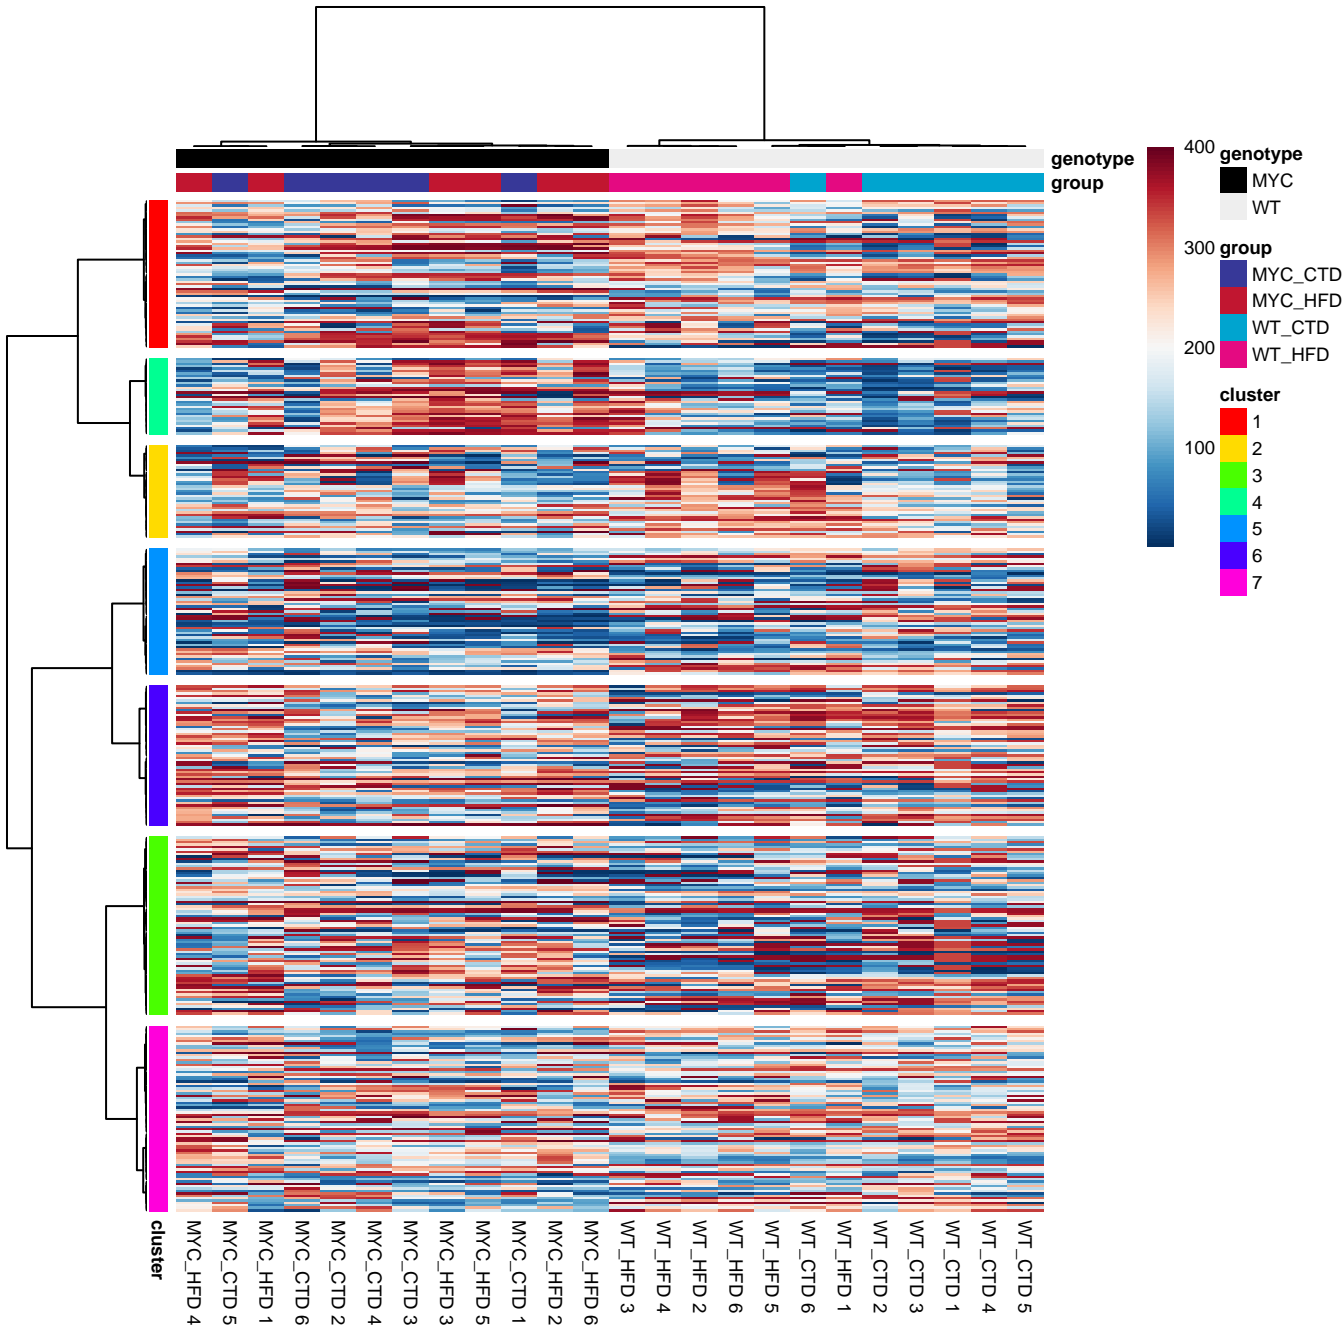 genotype
group
400
300
200
100
genotype
MYC
WT
group
MYC_CTD
MYC_HFD
WT_CTD
WT_HFD
cluster
1
2
3
4
5
6
7
cluster
MYC_HFD 4
MYC_CTD 5
MYC_HFD 1
MYC_CTD 6
MYC_CTD 2
MYC_CTD 4
MYC_CTD 3
MYC_HFD 3
MYC_HFD 5
MYC_CTD 1
MYC_HFD 2
MYC_HFD 6
WT_HFD 3
WT_HFD 4
WT_HFD 2
WT_HFD 6
WT_HFD 5
WT_CTD 6
WT_HFD 1
WT_CTD 2
WT_CTD 3
WT_CTD 1
WT_CTD 4
WT_CTD 5